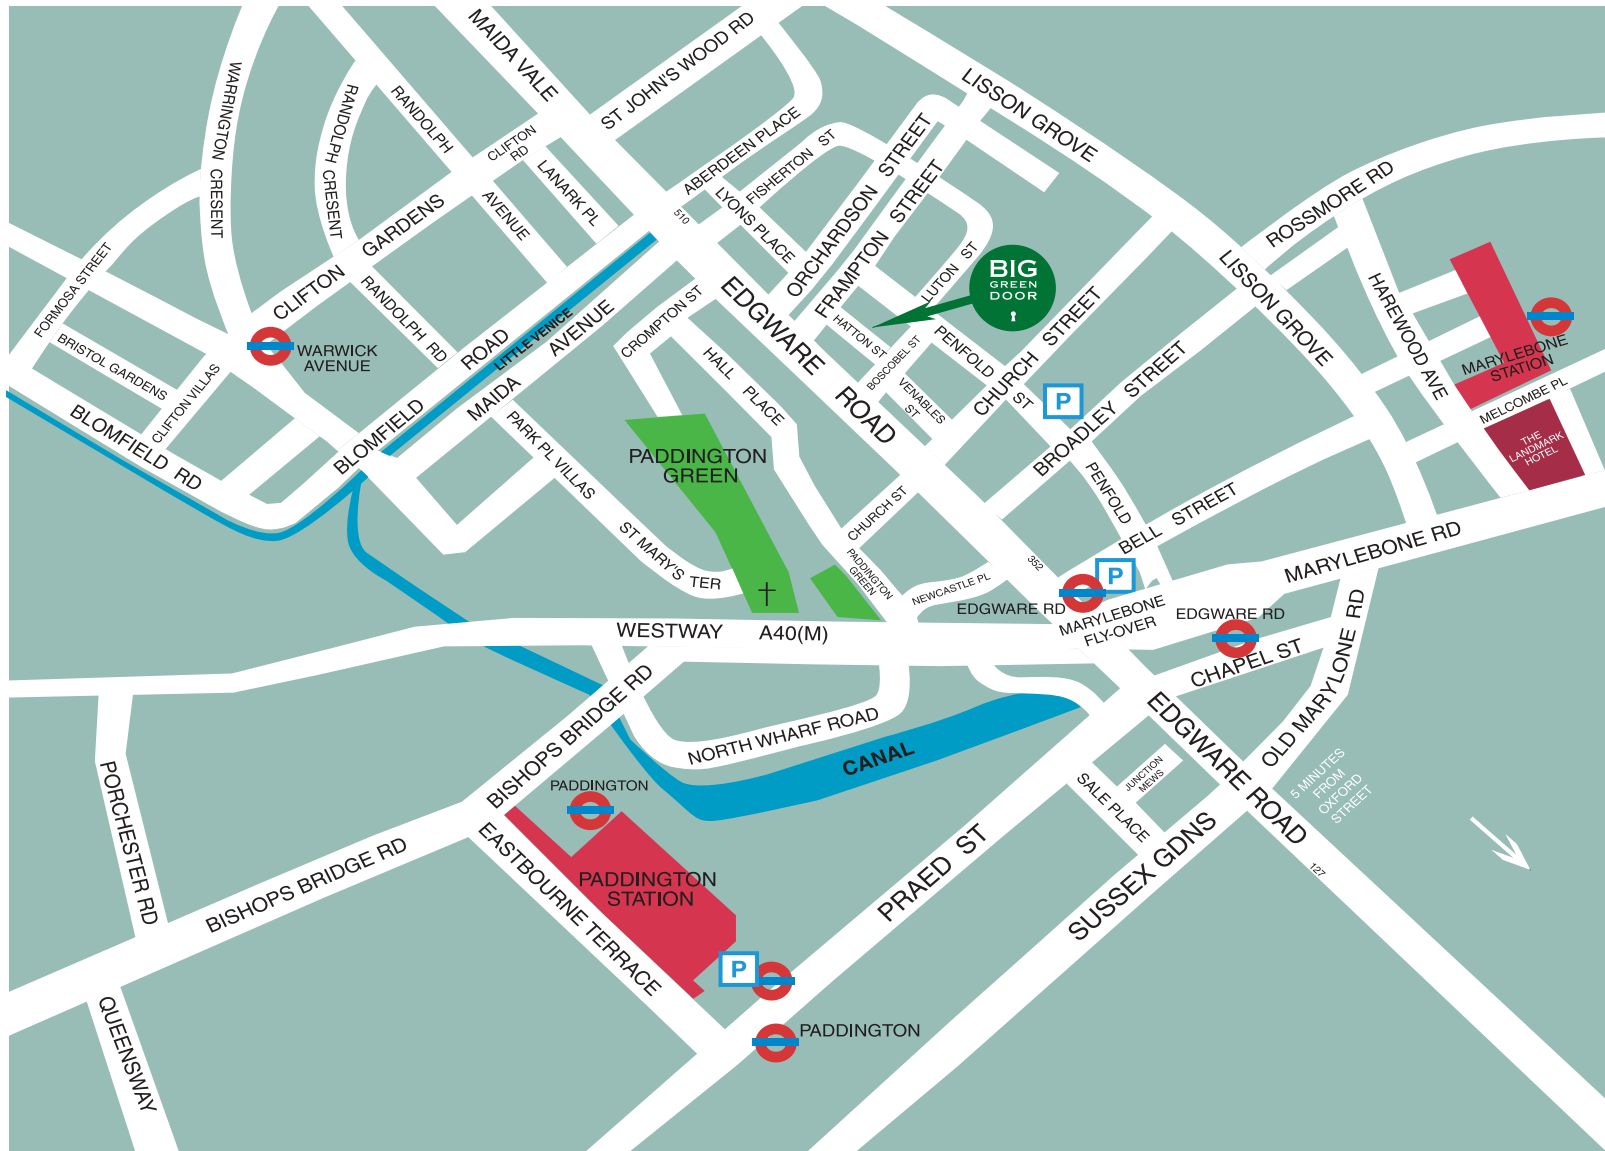 MAIDA VALE
ST JOHN'S WOOD RD
LISSON GROVE
WARRINGTON CRESENT
RANDOLPH CRESENT
RANDOLPH
AVENUE
CLIFTON
RD
LANARK PL
ABERDEEN PLACE
FISHERTON ST
LYONS PLACE
510
ORCHARDSON STREET
FRAMPTON STREET
ROSSMORE RD
LISSON GROVE
HAREWOOD AVE
FORMOSA STREET
CLIFTON GARDENS
RANDOLPH RD
BRISTOL GARDENS
CLIFTON VILLAS
WARWICK
AVENUE
BLOMFIELD RD
BLOMFIELD ROAD
LITTLE VENICE
MAIDA AVENUE
CROMPTON ST
HALL PLACE
EDGWARE ROAD
HATTON ST
LUTON ST
BIG
GREEN
DOOR
BOSCOBEL ST
VENABLES
ST
PENFOLD ST
CHURCH STREET
P
BROADLEY STREET
PENFOLD
BELL STREET
MARYLEBONE
STATION
MELCOMBE PL
THE
LANDMARK
HOTEL
MARYLEBONE RD
PARK PL VILLAS
ST MARY'S TER
PADDINGTON
GREEN
CHURCH ST
PADDINGTON
GREEN
NEWCASTLE PL
352
P
EDGWARE RD
MARYLEBONE
FLY-OVER
EDGWARE RD
CHAPEL ST
OLD MARYLONE RD
WESTWAY A40(M)
BISHOPS BRIDGE RD
NORTH WHARF ROAD
CANAL
EDGWARE ROAD
JUNCTION
MEWS
SALE PLACE
5 MINUTES
FROM
OXFORD
STREET
127
PORCHESTER RD
BISHOPS BRIDGE RD
QUEENSWAY
PADDINGTON
PADDINGTON
STATION
EASTBOURNE TERRACE
P
PADDINGTON
PRAED ST
SUSSEX GDNS